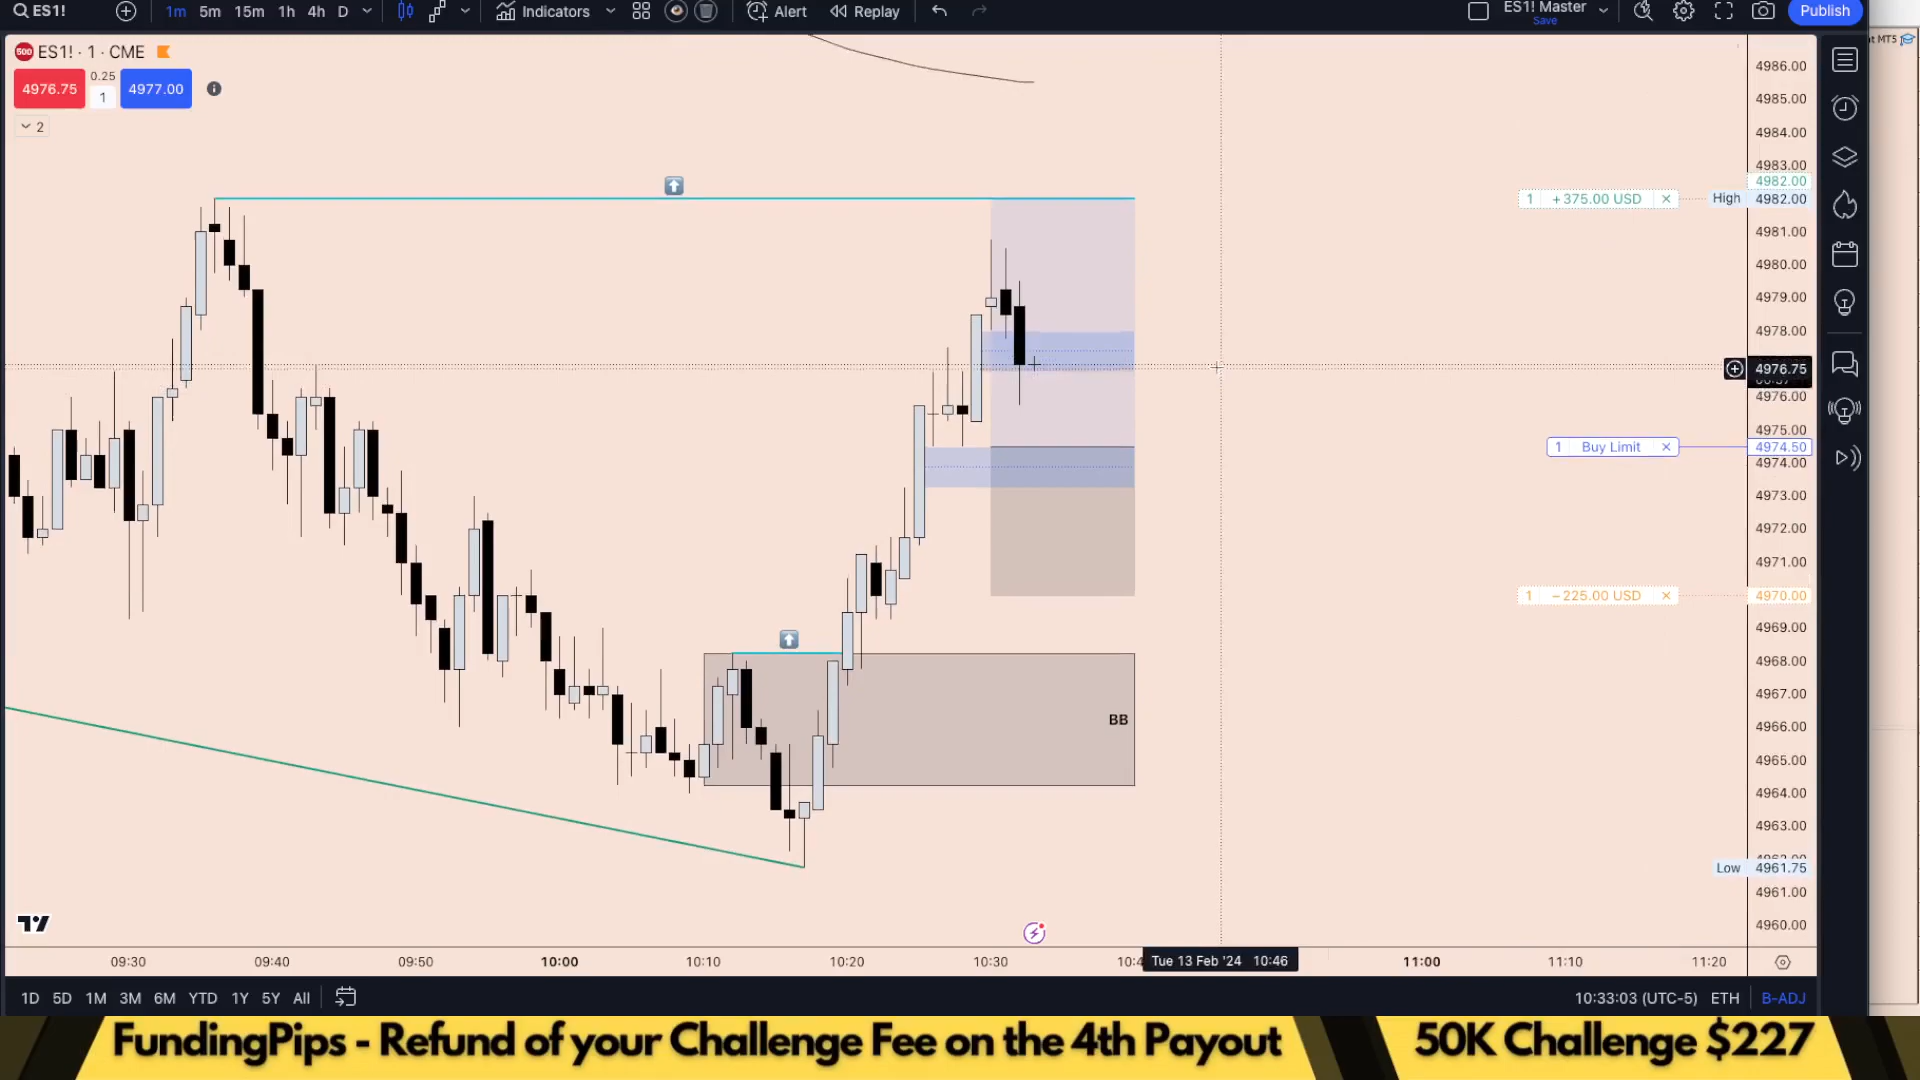 ES1!
1m 5m 15m 1h 4h D
Indicators
Alert
Replay
ES1! Master
Save
Publish
t MT5
500 ES1! · 1 · CME
4976.75
0.25
1
4977.00
2
4986.00
4985.00
4984.00
4983.00
4982.00
1 +375.00 USD ×
High 4982.00
4981.00
4980.00
4979.00
4978.00
4976.75
4976.00
4975.00
1 Buy Limit × 4974.50
4974.00
4973.00
4972.00
4971.00
1 −225.00 USD × 4970.00
4969.00
4968.00
4967.00
BB
4966.00
4965.00
4964.00
4963.00
Low 4961.75
4961.00
4960.00
09:30 09:40 09:50 10:00 10:10 10:20 10:30 10:4 Tue 13 Feb '24 10:46 11:00 11:10 11:20
1D 5D 1M 3M 6M YTD 1Y 5Y All
10:33:03 (UTC-5) ETH B-ADJ
FundingPips - Refund of your Challenge Fee on the 4th Payout
50K Challenge $227